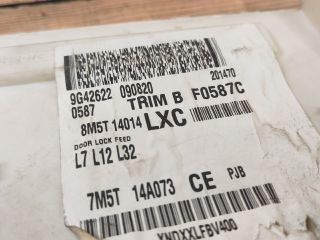 9G42622 090820 201470
0587 TRIM B F0587C
8M5T 14014 LXC
DOOR LOCK FEED
L7 L12 L32
7M5T 14A073 CE PJB
XNDXXLFBV400